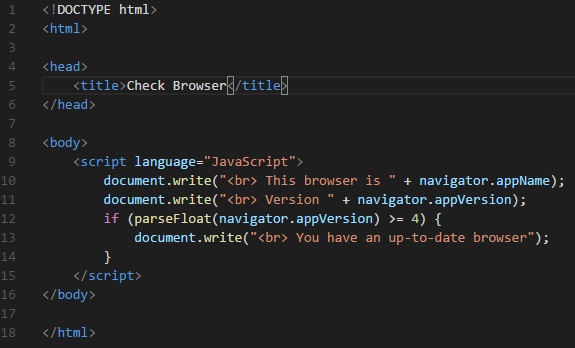 1 <!DOCTYPE html>
2 <html>
3
4 <head>
5     <title>Check Browser</title>
6 </head>
7
8 <body>
9     <script language="JavaScript">
10         document.write("<br> This browser is " + navigator.appName);
11         document.write("<br> Version " + navigator.appVersion);
12         if (parseFloat(navigator.appVersion) >= 4) {
13             document.write("<br> You have an up-to-date browser");
14         }
15     </script>
16 </body>
17
18 </html>